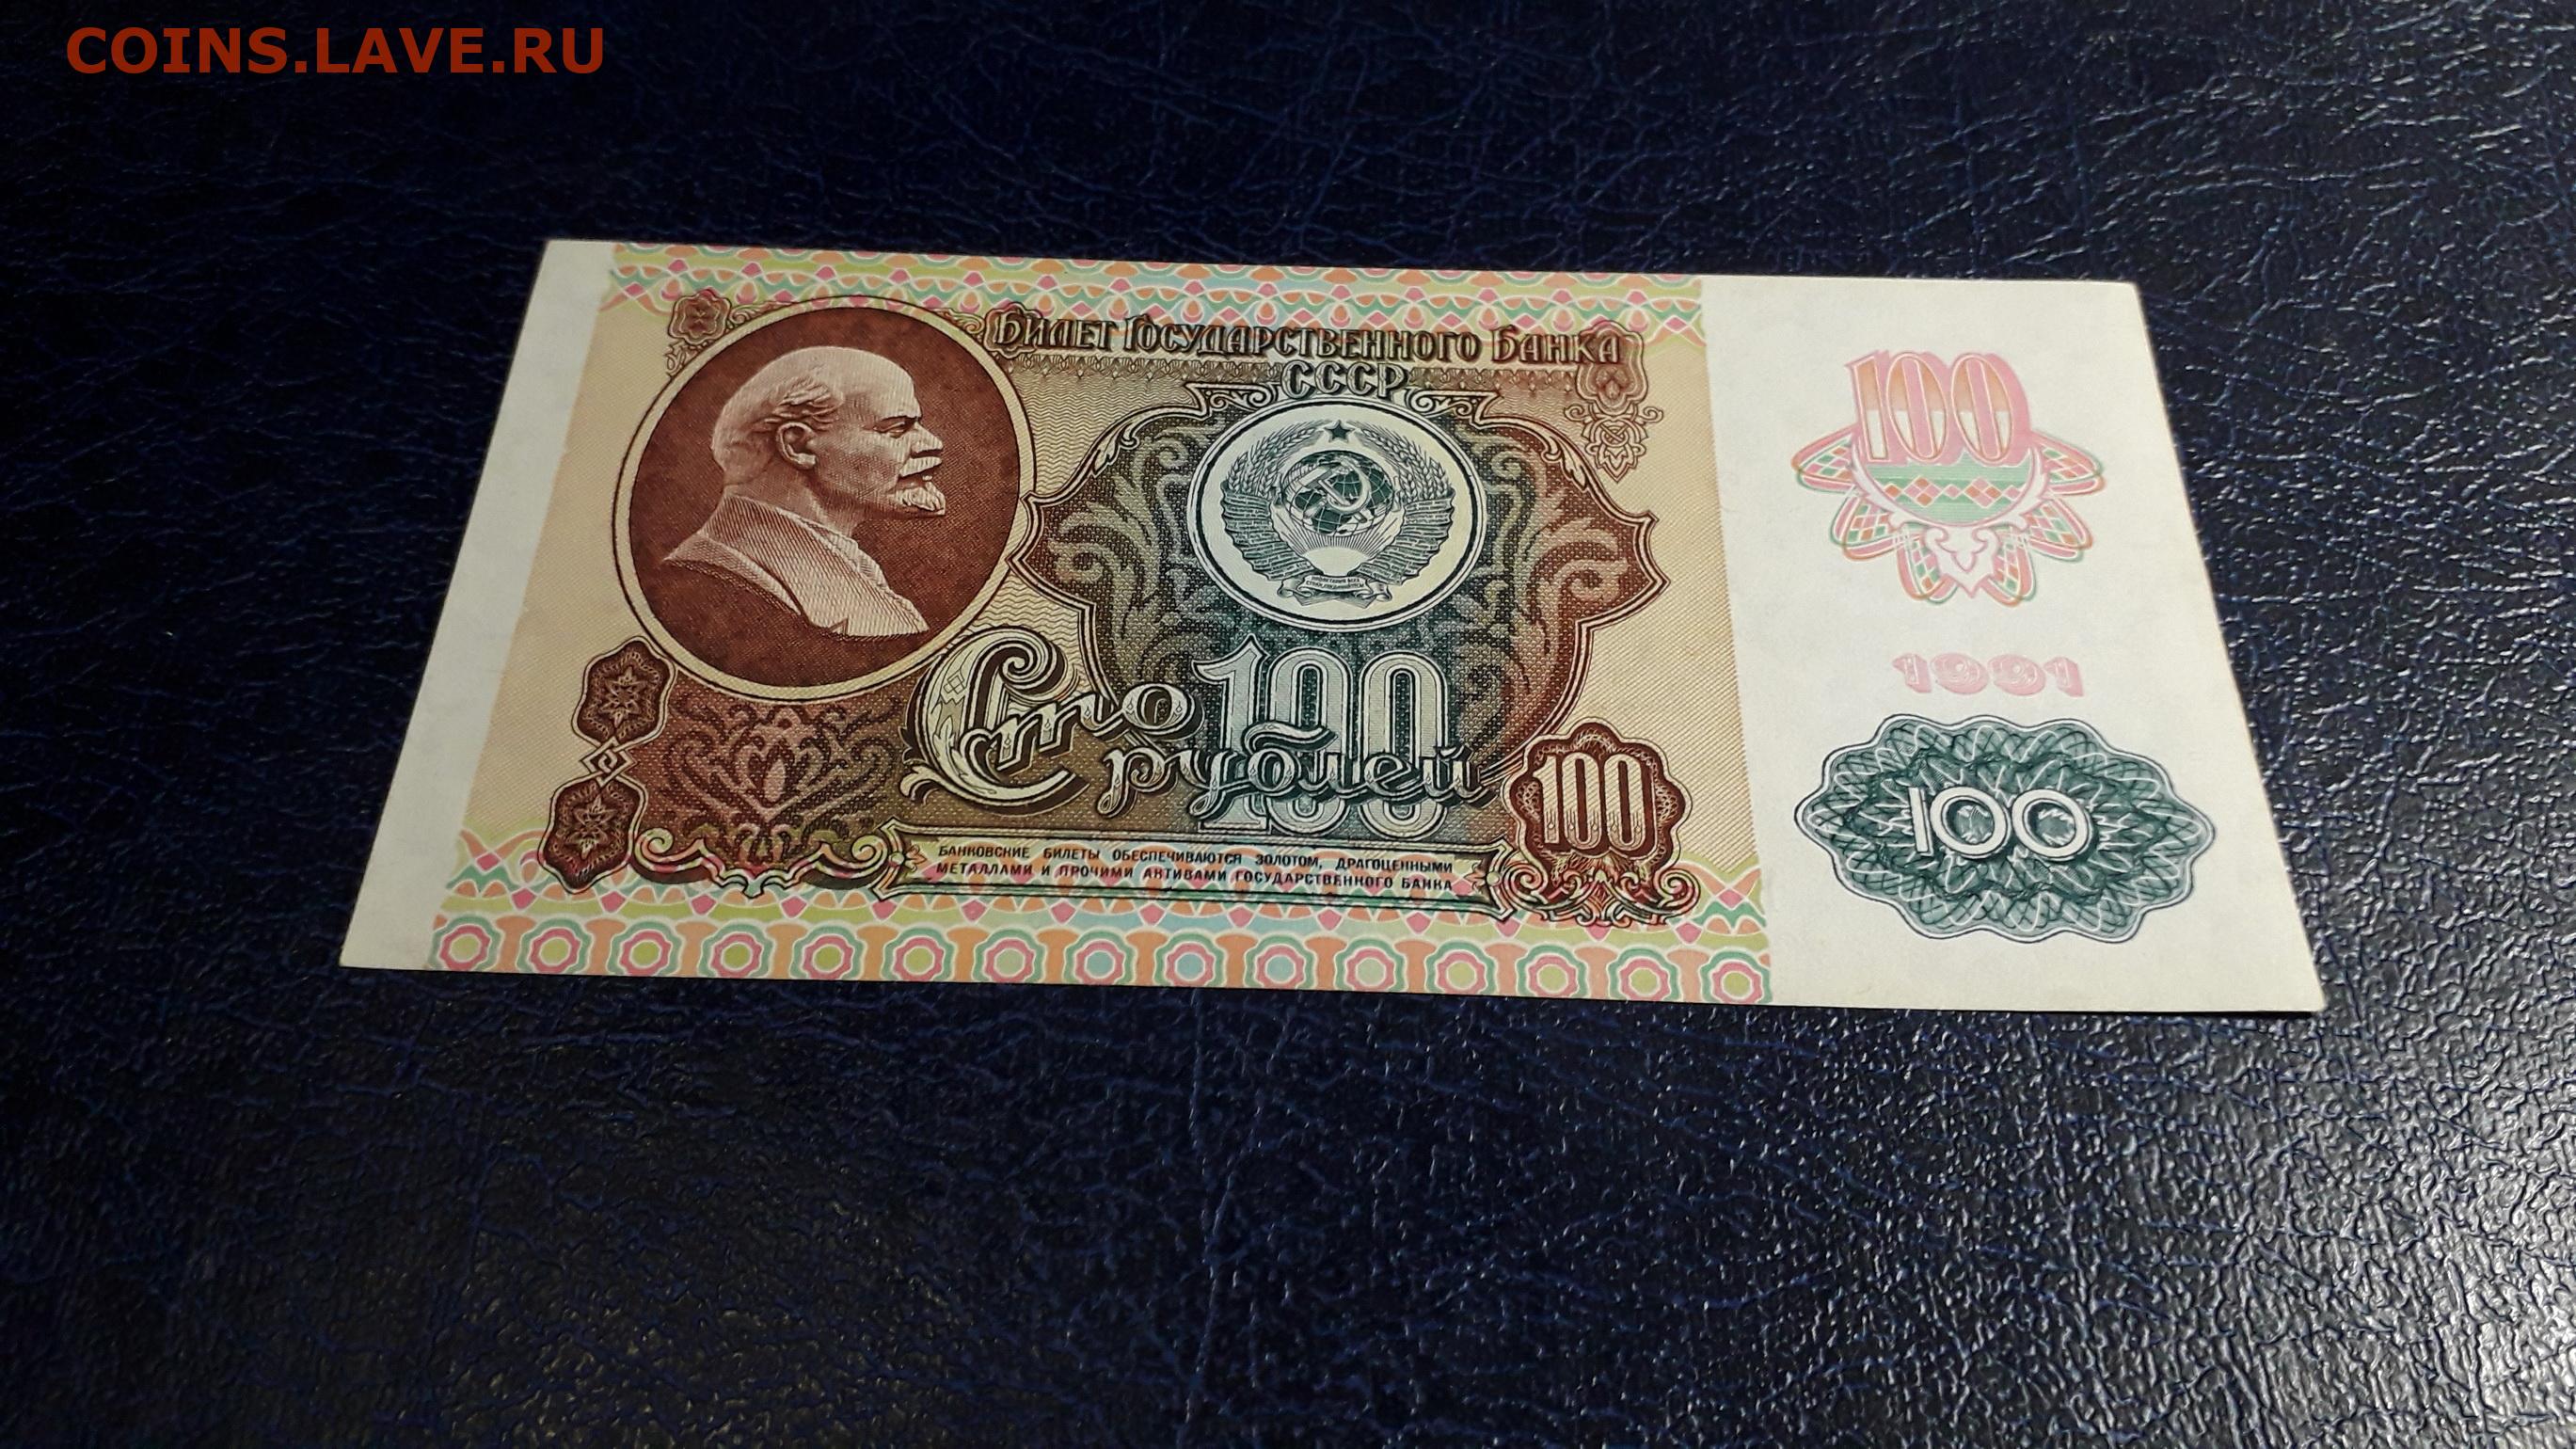 COINS.LAVE.RU
Билет Государственного Банка
СССР
100
1991
Сто
100
рублей
100
100
БАНКОВСКИЕ БИЛЕТЫ ОБЕСПЕЧИВАЮТСЯ ЗОЛОТОМ, ДРАГОЦЕННЫМИ
МЕТАЛЛАМИ И ПРОЧИМИ АКТИВАМИ ГОСУДАРСТВЕННОГО БАНКА